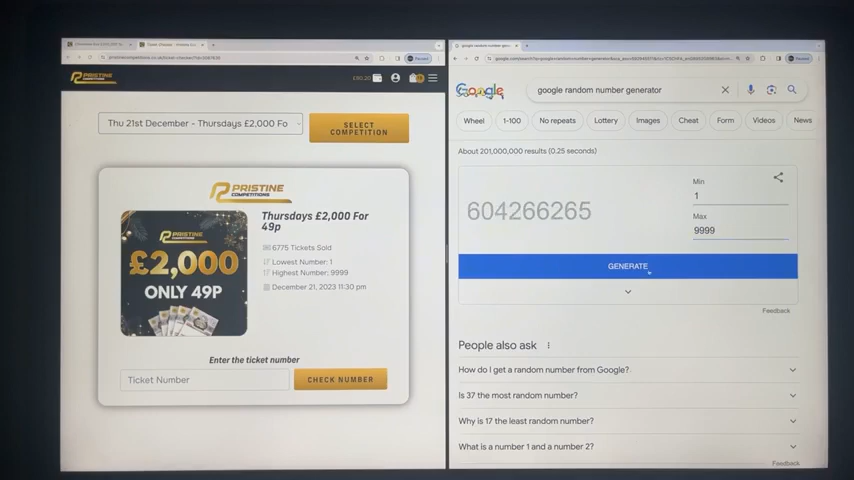 google random number generator
PRISTINE
COMPETITIONS
£50.20
Google
google random number generator
Thu 21st December - Thursdays £2,000 Fo
SELECT
COMPETITION
Wheel
1-100
No repeats
Lottery
Images
Cheat
Form
Videos
News
About 201,000,000 results (0.25 seconds)
PRISTINE
COMPETITIONS
Thursdays £2,000 For
49p
6775 Tickets Sold
Lowest Number: 1
Highest Number: 9999
December 21, 2023 11:30 pm
PRISTINE
COMPETITIONS
£2,000
ONLY 49P
Enter the ticket number
Ticket Number
CHECK NUMBER
604266265
Min
1
Max
9999
GENERATE
Feedback
People also ask
How do I get a random number from Google?
Is 37 the most random number?
Why is 17 the least random number?
What is a number 1 and a number 2?
Feedback